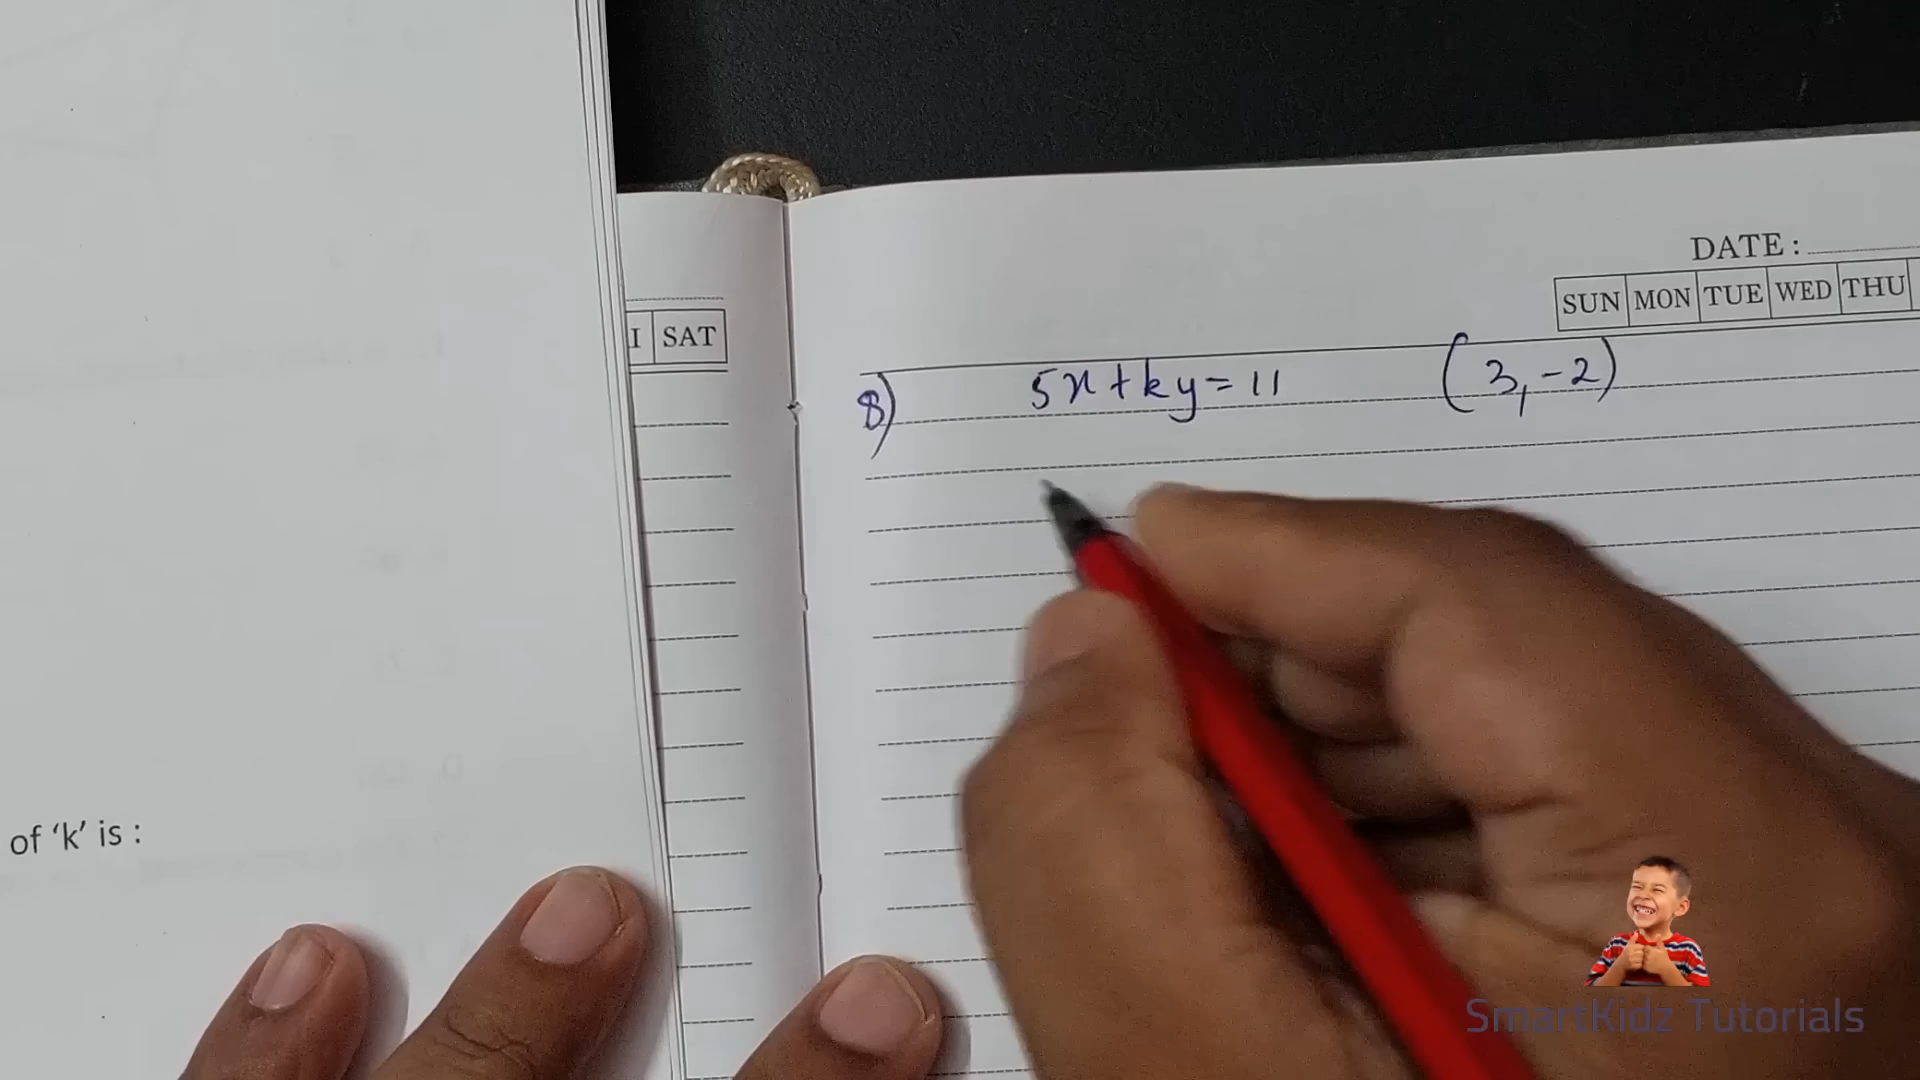 DATE :
SUN MON TUE WED THU
I SAT
8) 5x+ky=11 (3,-2)
of ‘k’ is :
SmartKidz Tutorials